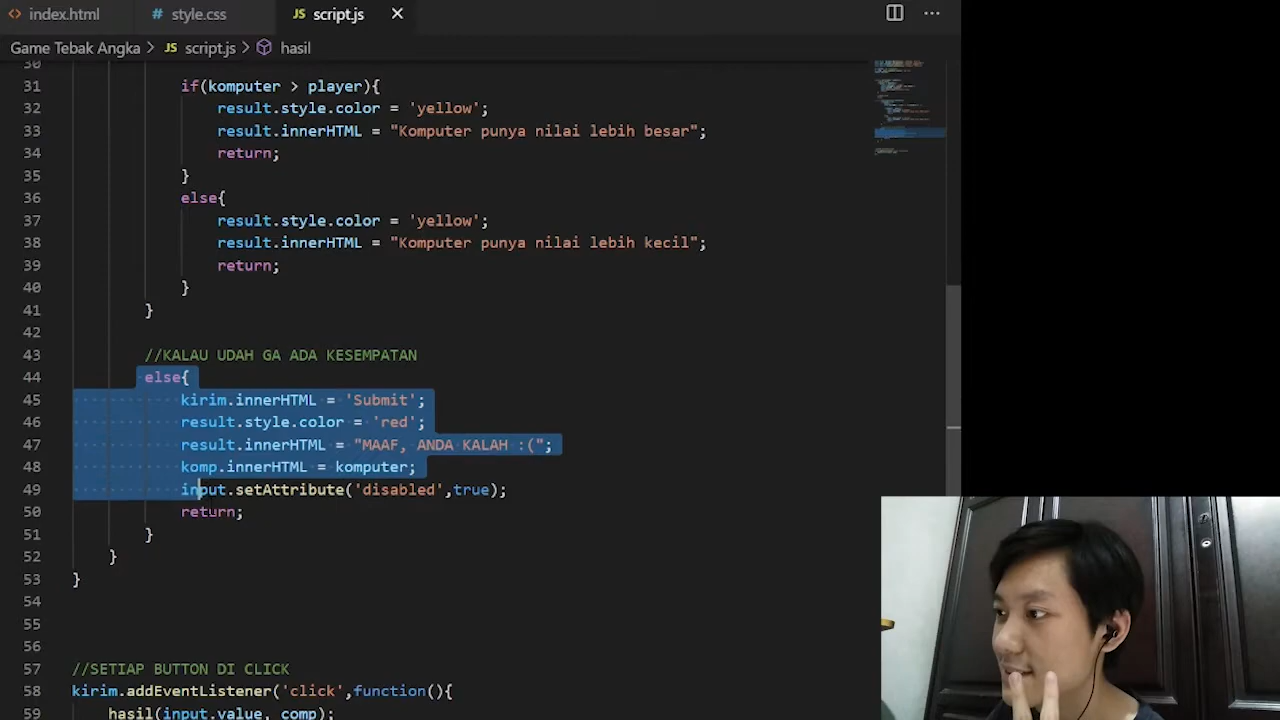 index.html
style.css
script.js
Game Tebak Angka > JS script.js > hasil
30
31 if(komputer > player){
32 result.style.color = 'yellow';
33 result.innerHTML = "Komputer punya nilai lebih besar";
34 return;
35 }
36 else{
37 result.style.color = 'yellow';
38 result.innerHTML = "Komputer punya nilai lebih kecil";
39 return;
40 }
41 }
42
43 //KALAU UDAH GA ADA KESEMPATAN
44 else{
45 kirim.innerHTML = 'Submit';
46 result.style.color = 'red';
47 result.innerHTML = "MAAF, ANDA KALAH :(";
48 komp.innerHTML = komputer;
49 input.setAttribute('disabled',true);
50 return;
51 }
52 }
53 }
54
55
56
57 //SETIAP BUTTON DI CLICK
58 kirim.addEventListener('click',function(){
59 hasil(input.value, comp);